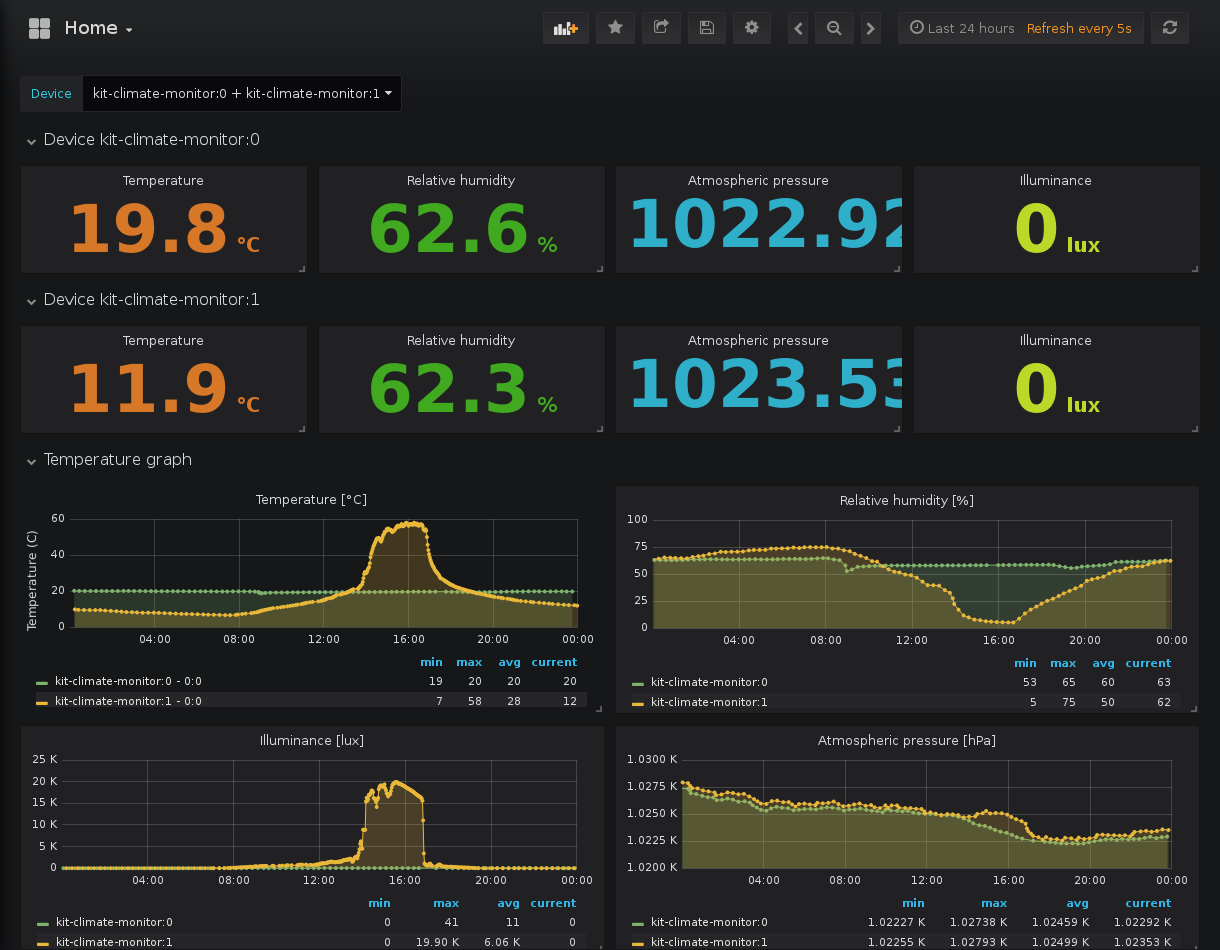 Home
Last 24 hours Refresh every 5s
Device kit-climate-monitor:0 + kit-climate-monitor:1
Device kit-climate-monitor:0
Temperature Relative humidity Atmospheric pressure Illuminance
19.8 °C 62.6 % 1022.92 0 lux
Device kit-climate-monitor:1
Temperature Relative humidity Atmospheric pressure Illuminance
11.9 °C 62.3 % 1023.53 0 lux
Temperature graph
Temperature [°C]
Temperature (C)
60
40
20
0
04:00 08:00 12:00 16:00 20:00 00:00
min max avg current
kit-climate-monitor:0 - 0:0 19 20 20 20
kit-climate-monitor:1 - 0:0 7 58 28 12
Relative humidity [%]
100
75
50
25
0
04:00 08:00 12:00 16:00 20:00 00:00
min max avg current
kit-climate-monitor:0 53 65 60 63
kit-climate-monitor:1 5 75 50 62
Illuminance [lux]
25 K
20 K
15 K
10 K
5 K
0
04:00 08:00 12:00 16:00 20:00 00:00
min max avg current
kit-climate-monitor:0 0 41 11 0
kit-climate-monitor:1 0 19.90 K 6.06 K 0
Atmospheric pressure [hPa]
1.0300 K
1.0275 K
1.0250 K
1.0225 K
1.0200 K
04:00 08:00 12:00 16:00 20:00 00:00
min max avg current
kit-climate-monitor:0 1.02227 K 1.02738 K 1.02459 K 1.02292 K
kit-climate-monitor:1 1.02255 K 1.02793 K 1.02499 K 1.02353 K